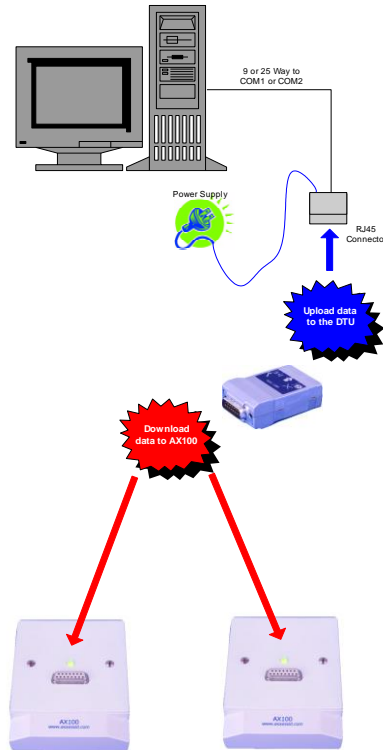 9 or 25 Way to
COM1 or COM2
Power Supply
RJ45
Connecto
Upload data
to the DTU
Download
data to AX100
AX100
AX100